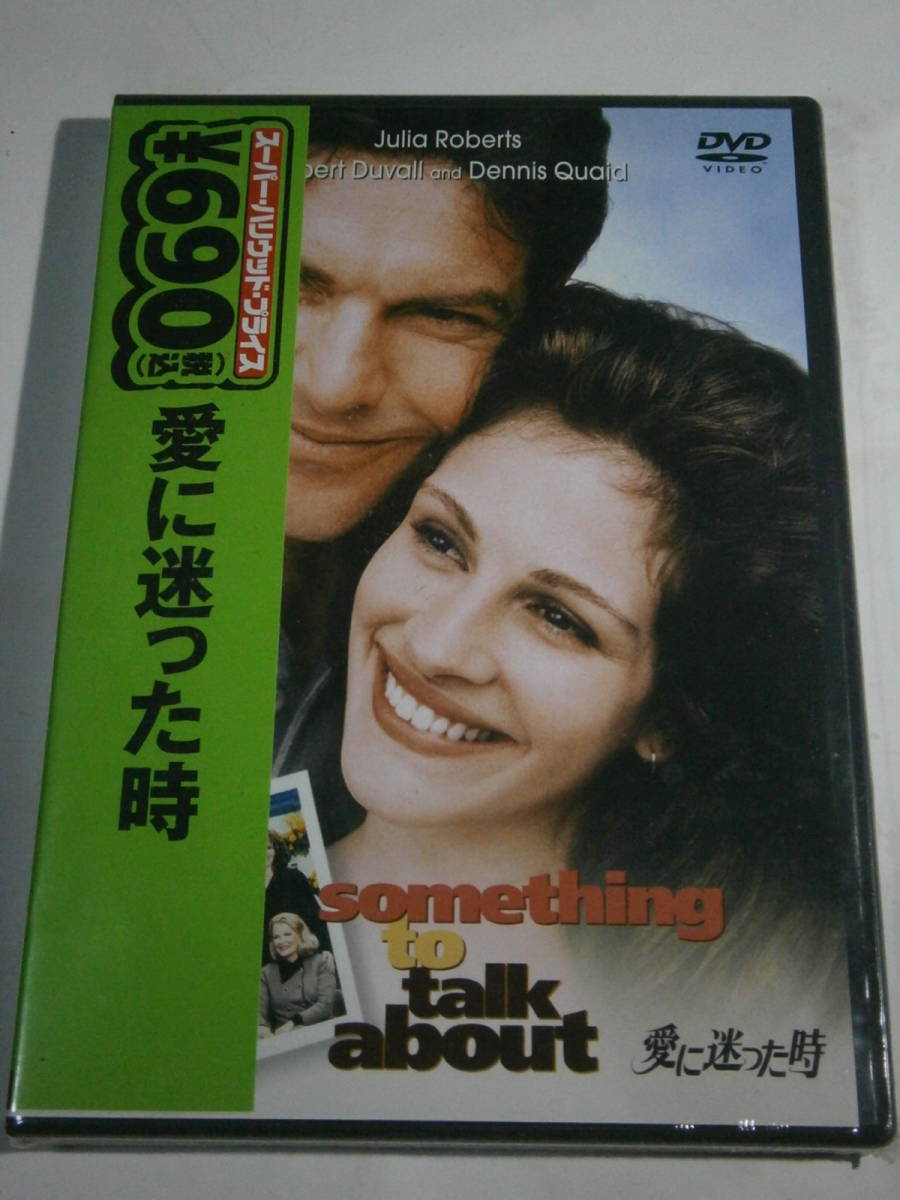 スーパー・ハリウッド・プライス
¥690
(税込)
愛に迷った時
Julia Roberts
bert Duvall and Dennis Quaid
DVD
VIDEO
something
to
talk
about
愛に迷った時